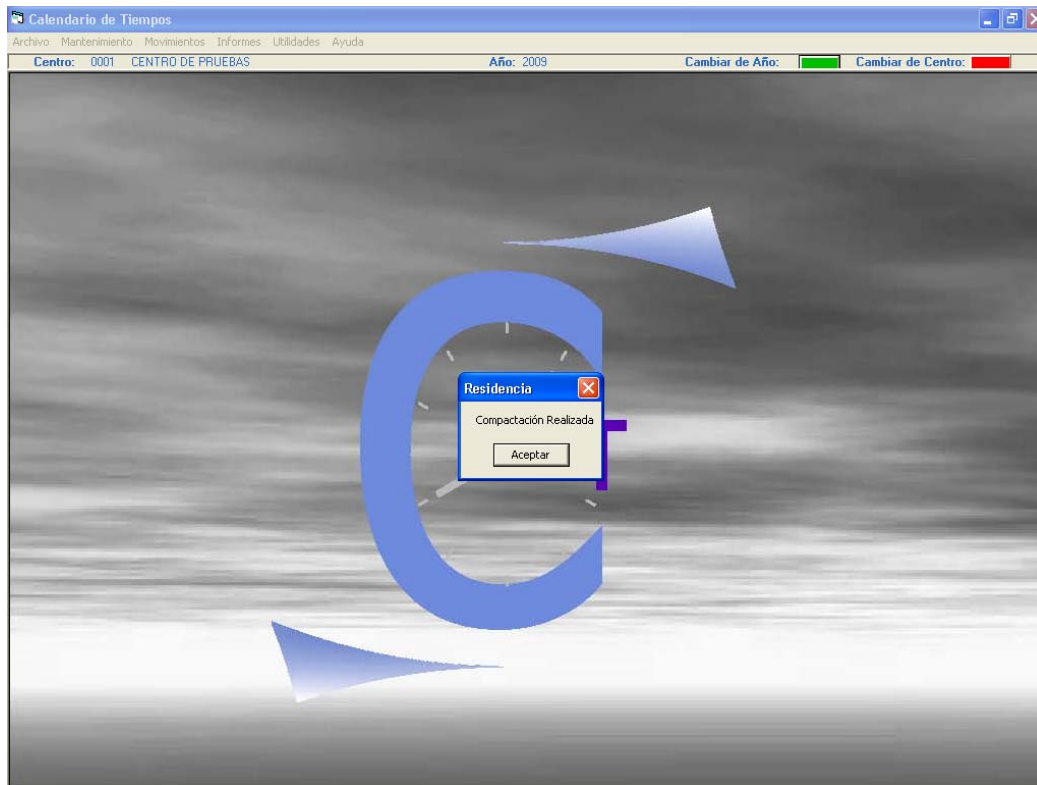 Calendario de Tiempos
Archivo Mantenimiento Movimientos Informes Utilidades Ayuda
Centro: 0001 CENTRO DE PRUEBAS Año: 2009 Cambiar de Año: Cambiar de Centro:
Residencia
Compactación Realizada
Aceptar